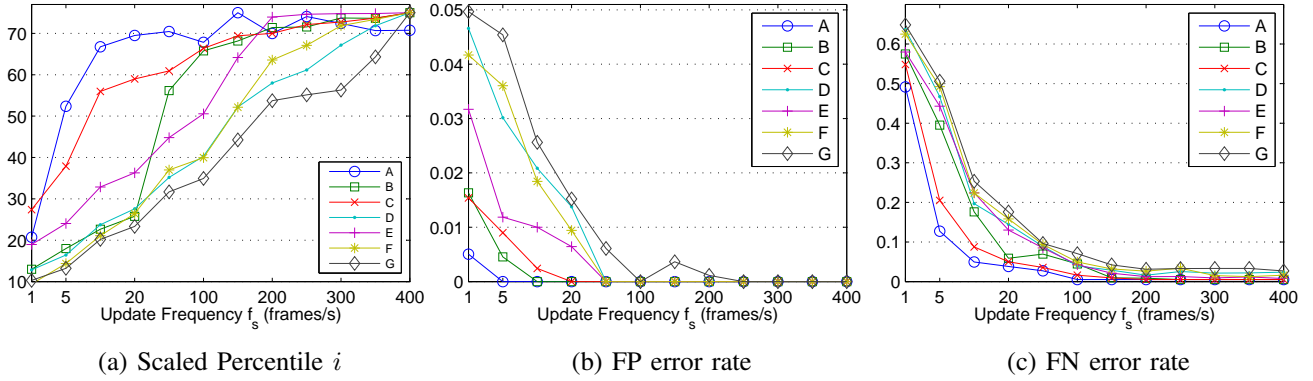 70
60
50
40
30
20
10
1 5 20 100 200 300 400
Update Frequency f_s (frames/s)
A
B
C
D
E
F
G
(a) Scaled Percentile i
0.05
0.04
0.03
0.02
0.01
0
1 5 20 100 200 300 400
Update Frequency f_s (frames/s)
A
B
C
D
E
F
G
(b) FP error rate
0.6
0.5
0.4
0.3
0.2
0.1
0
1 5 20 100 200 300 400
Update Frequency f_s (frames/s)
A
B
C
D
E
F
G
(c) FN error rate